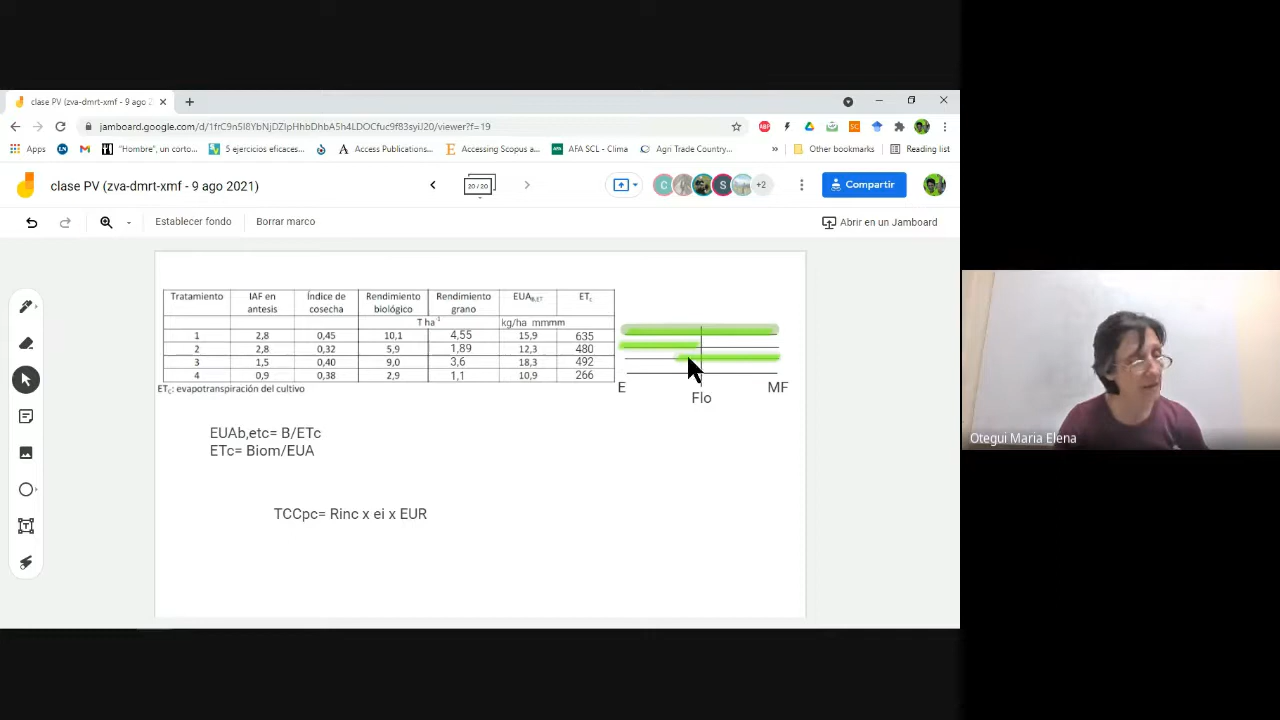 clase PV (zva-dmrt-xmf - 9 ago 2
jamboard.google.com/d/1frC9n5I8YbNjDZIpHhbDhbA5h4LDOCfuc9f83syiJ20/viewer?f=19
Apps
"Hombre", un corto...
5 ejercicios eficaces...
Access Publications...
Accessing Scopus a...
AFA SCL - Clima
Agri Trade Country...
»
Other bookmarks
Reading list
clase PV (zva-dmrt-xmf - 9 ago 2021)
20 / 20
C
S
+2
Compartir
Establecer fondo
Borrar marco
Abrir en un Jamboard
Tratamiento IAF en antesis Índice de cosecha Rendimiento biológico Rendimiento grano EUA B,ET ETc
T ha-1 kg/ha mmmm
1 2,8 0,45 10,1 4,55 15,9 635
2 2,8 0,32 5,9 1,89 12,3 480
3 1,5 0,40 9,0 3,6 18,3 492
4 0,9 0,38 2,9 1,1 10,9 266
ETc: evapotranspiración del cultivo
E
Flo
MF
EUAb,etc= B/ETc
ETc= Biom/EUA
TCCpc= Rinc x ei x EUR
Otegui Maria Elena